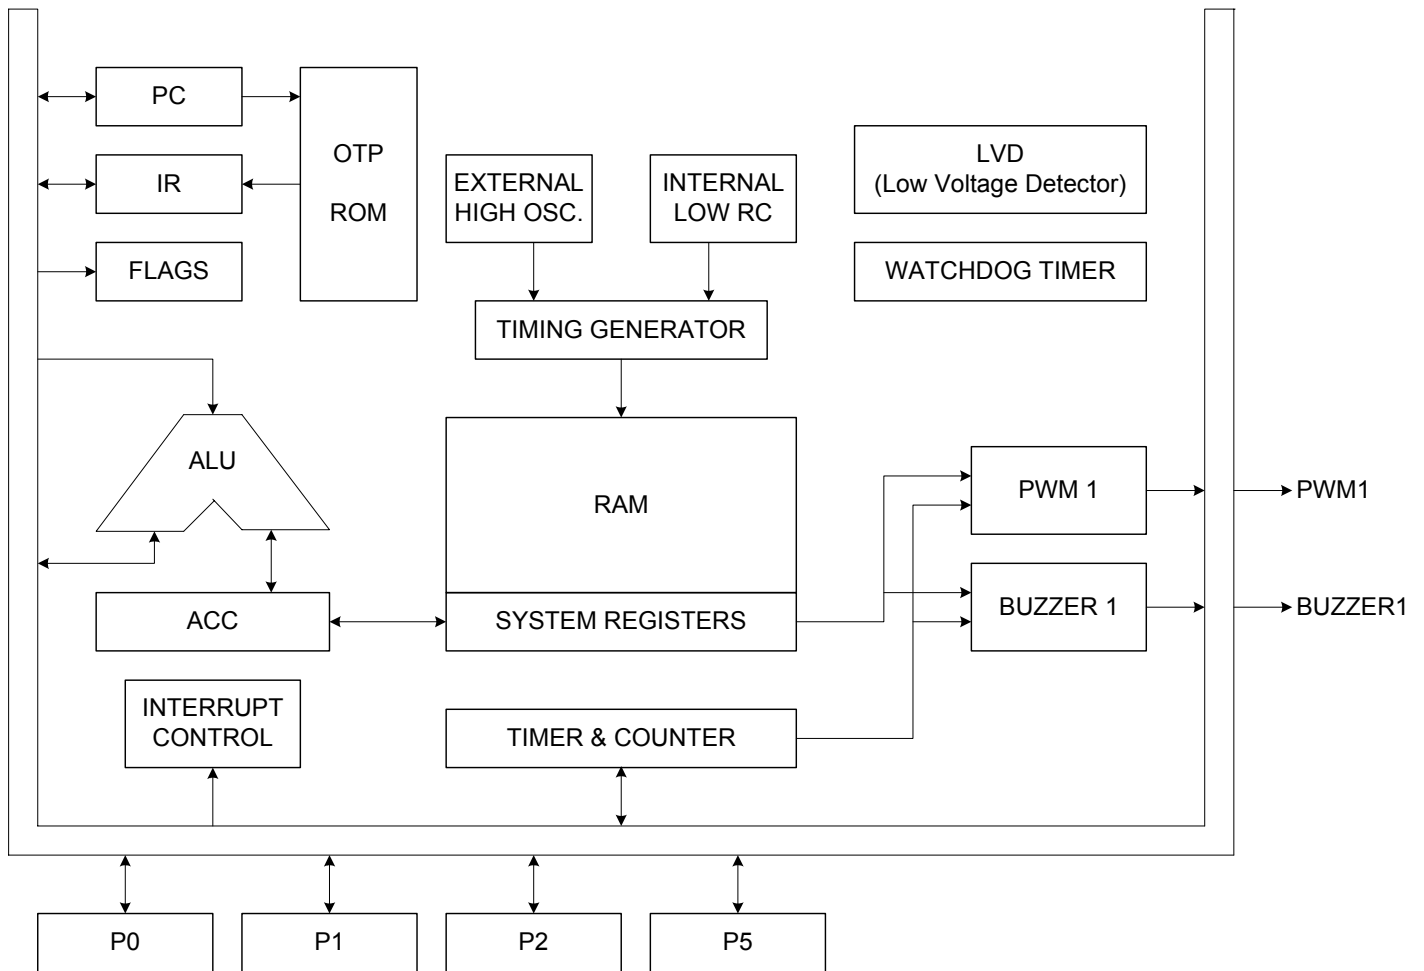 PC
OTP
ROM
IR
FLAGS
EXTERNAL
HIGH OSC.
INTERNAL
LOW RC
LVD
(Low Voltage Detector)
WATCHDOG TIMER
TIMING GENERATOR
ALU
RAM
PWM 1
PWM1
ACC
SYSTEM REGISTERS
BUZZER 1
BUZZER1
INTERRUPT
CONTROL
TIMER & COUNTER
P0
P1
P2
P5